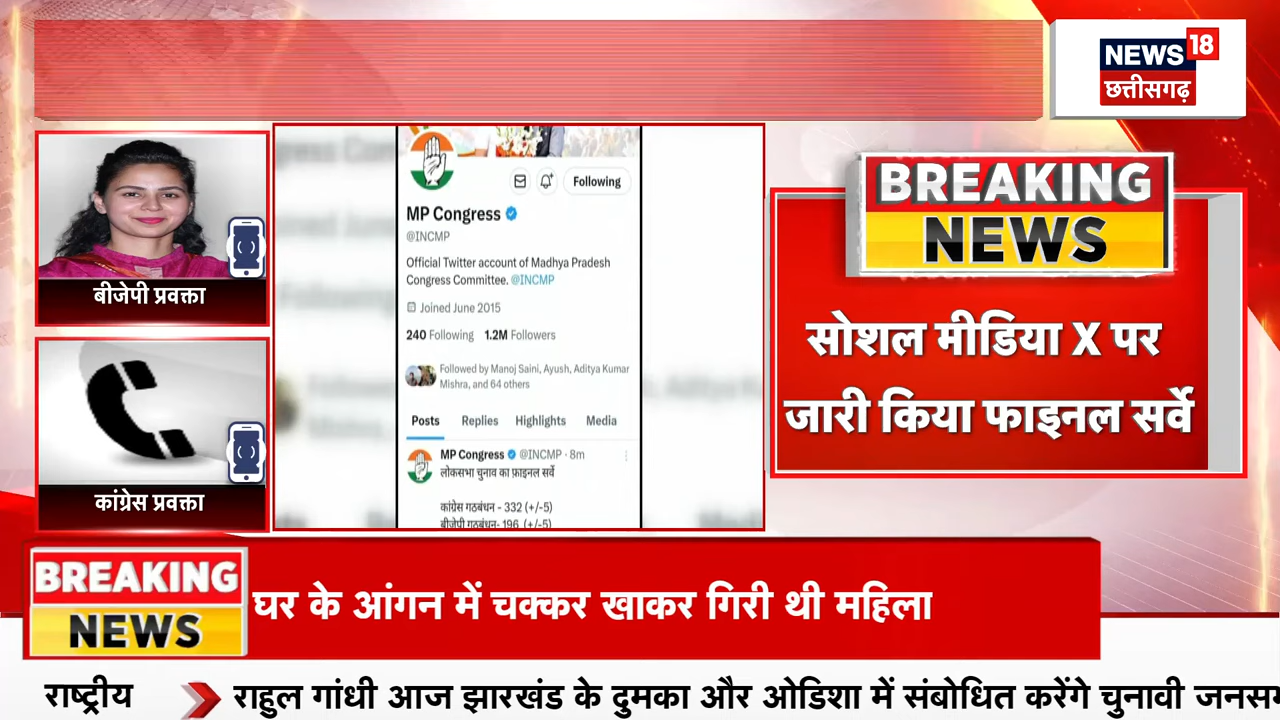 NEWS 18
छत्तीसगढ़
बीजेपी प्रवक्ता
कांग्रेस प्रवक्ता
Following
MP Congress
@INCMP
Official Twitter account of Madhya Pradesh
Congress Committee. @INCMP
Joined June 2015
240 Following 1.2M Followers
Followed by Manoj Saini, Ayush, Aditya Kumar
Mishra, and 64 others
Posts Replies Highlights Media
MP Congress @INCMP · 8m
लोकसभा चुनाव का फ़ाइनल सर्वे
कांग्रेस गठबंधन - 332 (+/-5)
बीजेपी गठबंधन- 196 (+/-5)
BREAKING
NEWS
सोशल मीडिया X पर
जारी किया फाइनल सर्वे
BREAKING
NEWS
घर के आंगन में चक्कर खाकर गिरी थी महिला
राष्ट्रीय
राहुल गांधी आज झारखंड के दुमका और ओडिशा में संबोधित करेंगे चुनावी